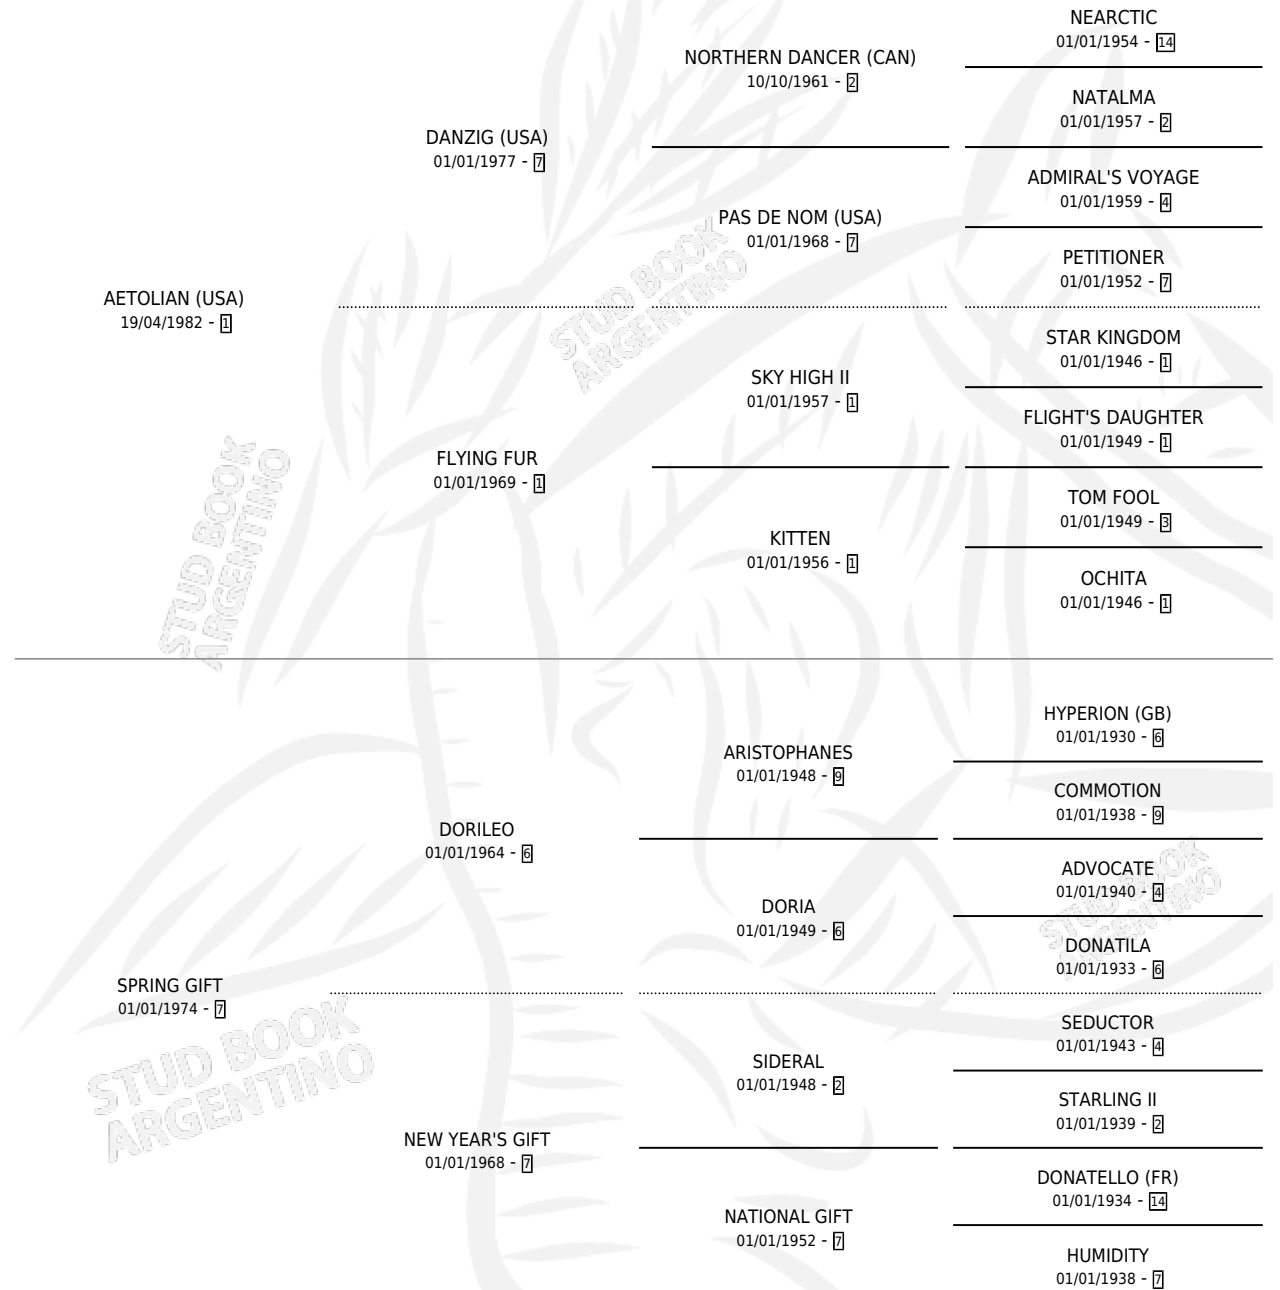 NEARCTIC
01/01/1954 - 14
NORTHERN DANCER (CAN)
10/10/1961 - 2
NATALMA
01/01/1957 - 2
DANZIG (USA)
01/01/1977 - 7
ADMIRAL'S VOYAGE
01/01/1959 - 4
PAS DE NOM (USA)
01/01/1968 - 7
PETITIONER
01/01/1952 - 7
AETOLIAN (USA)
19/04/1982 - 1
STUD BOOK
ARGENTINO
STAR KINGDOM
01/01/1946 - 1
SKY HIGH II
01/01/1957 - 1
FLIGHT'S DAUGHTER
01/01/1949 - 1
FLYING FUR
01/01/1969 - 1
TOM FOOL
01/01/1949 - 3
KITTEN
01/01/1956 - 1
OCHITA
01/01/1946 - 1
STUD BOOK
ARGENTINO
HYPERION (GB)
01/01/1930 - 6
ARISTOPHANES
01/01/1948 - 9
COMMOTION
01/01/1938 - 9
DORILEO
01/01/1964 - 6
ADVOCATE
01/01/1940 - 4
DORIA
01/01/1949 - 6
STUD BOOK
ARGENTINO
DONATILA
01/01/1933 - 6
SPRING GIFT
01/01/1974 - 7
SEDUCTOR
01/01/1943 - 4
SIDERAL
01/01/1948 - 2
STUD BOOK
ARGENTINO
STARLING II
01/01/1939 - 2
NEW YEAR'S GIFT
01/01/1968 - 7
DONATELLO (FR)
01/01/1934 - 14
NATIONAL GIFT
01/01/1952 - 7
HUMIDITY
01/01/1938 - 7